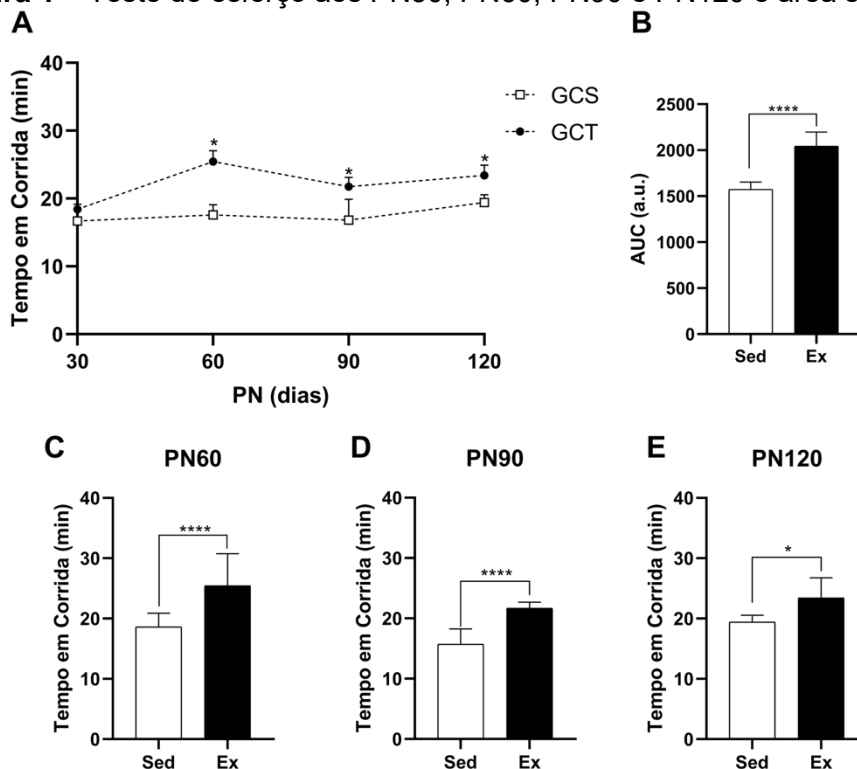 A
B
Tempo em Corrida (min)
40
30
20
10
0
*
*
*
30
60
90
120
PN (dias)
GCS
GCT
AUC (a.u.)
2500
2000
1500
1000
500
0
****
Sed
Ex
C
PN60
Tempo em Corrida (min)
40
30
20
10
0
****
Sed
Ex
D
PN90
Tempo em Corrida (min)
40
30
20
10
0
****
Sed
Ex
E
PN120
Tempo em Corrida (min)
40
30
20
10
0
*
Sed
Ex